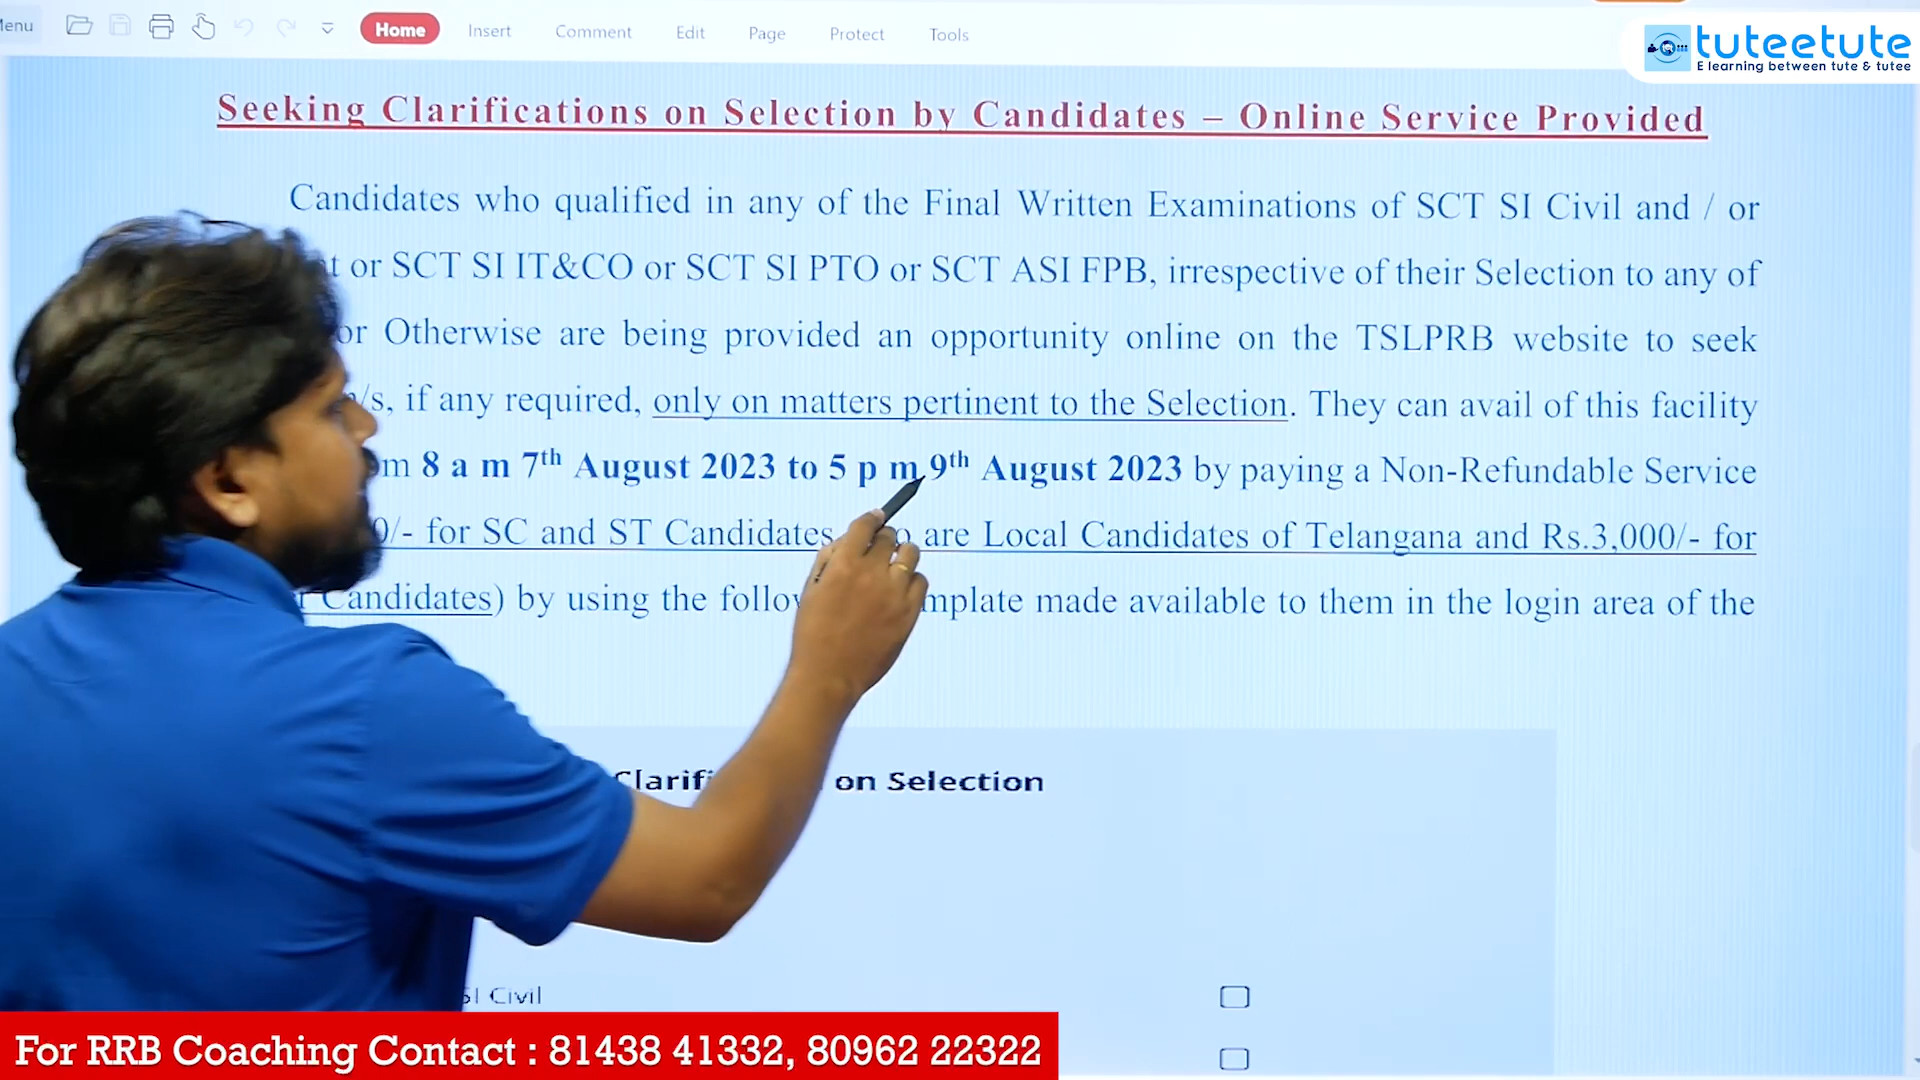 Home Insert Comment Edit Page Protect Tools
tuteetute
E learning between tute & tutee
Seeking Clarifications on Selection by Candidates – Online Service Provided
Candidates who qualified in any of the Final Written Examinations of SCT SI Civil and / or
or SCT SI IT&CO or SCT SI PTO or SCT ASI FPB, irrespective of their Selection to any of
or Otherwise are being provided an opportunity online on the TSLPRB website to seek
if any required, only on matters pertinent to the Selection. They can avail of this facility
8 a m 7th August 2023 to 5 p m 9th August 2023 by paying a Non-Refundable Service
0/- for SC and ST Candidates are Local Candidates of Telangana and Rs.3,000/- for
Candidates) by using the made available to them in the login area of the
on Selection
SI Civil
For RRB Coaching Contact : 81438 41332, 80962 22322